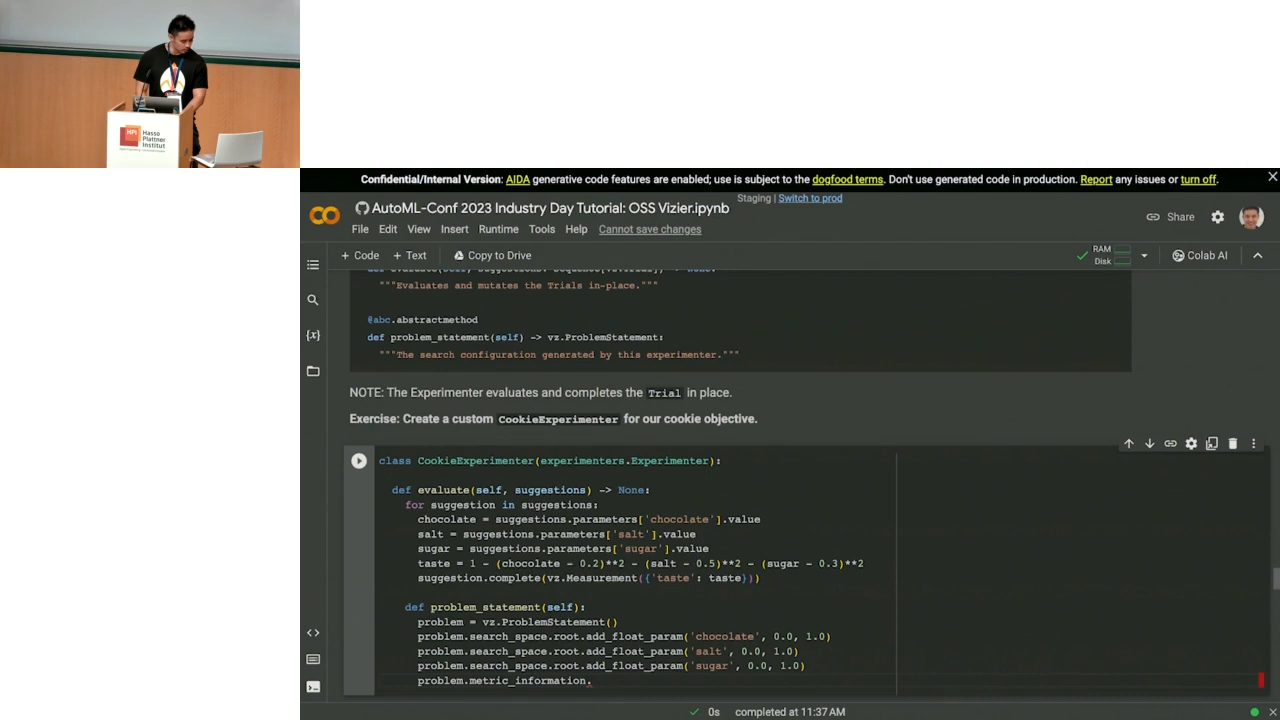 HPI Hasso
Plattner
Institut
Confidential/Internal Version: AIDA generative code features are enabled; use is subject to the dogfood terms. Don't use generated code in production. Report any issues or turn off.
AutoML-Conf 2023 Industry Day Tutorial: OSS Vizier.ipynb
Staging | Switch to prod
Share
File Edit View Insert Runtime Tools Help Cannot save changes
+ Code + Text Copy to Drive
RAM
Disk
Colab AI
"""Evaluates and mutates the Trials in-place."""
@abc.abstractmethod
def problem_statement(self) -> vz.ProblemStatement:
"""The search configuration generated by this experimenter."""
NOTE: The Experimenter evaluates and completes the Trial in place.
Exercise: Create a custom CookieExperimenter for our cookie objective.
class CookieExperimenter(experimenters.Experimenter):
def evaluate(self, suggestions) -> None:
for suggestion in suggestions:
chocolate = suggestions.parameters['chocolate'].value
salt = suggestions.parameters['salt'].value
sugar = suggestions.parameters['sugar'].value
taste = 1 - (chocolate - 0.2)**2 - (salt - 0.5)**2 - (sugar - 0.3)**2
suggestion.complete(vz.Measurement({'taste': taste}))
def problem_statement(self):
problem = vz.ProblemStatement()
problem.search_space.root.add_float_param('chocolate', 0.0, 1.0)
problem.search_space.root.add_float_param('salt', 0.0, 1.0)
problem.search_space.root.add_float_param('sugar', 0.0, 1.0)
problem.metric_information.
0s completed at 11:37 AM